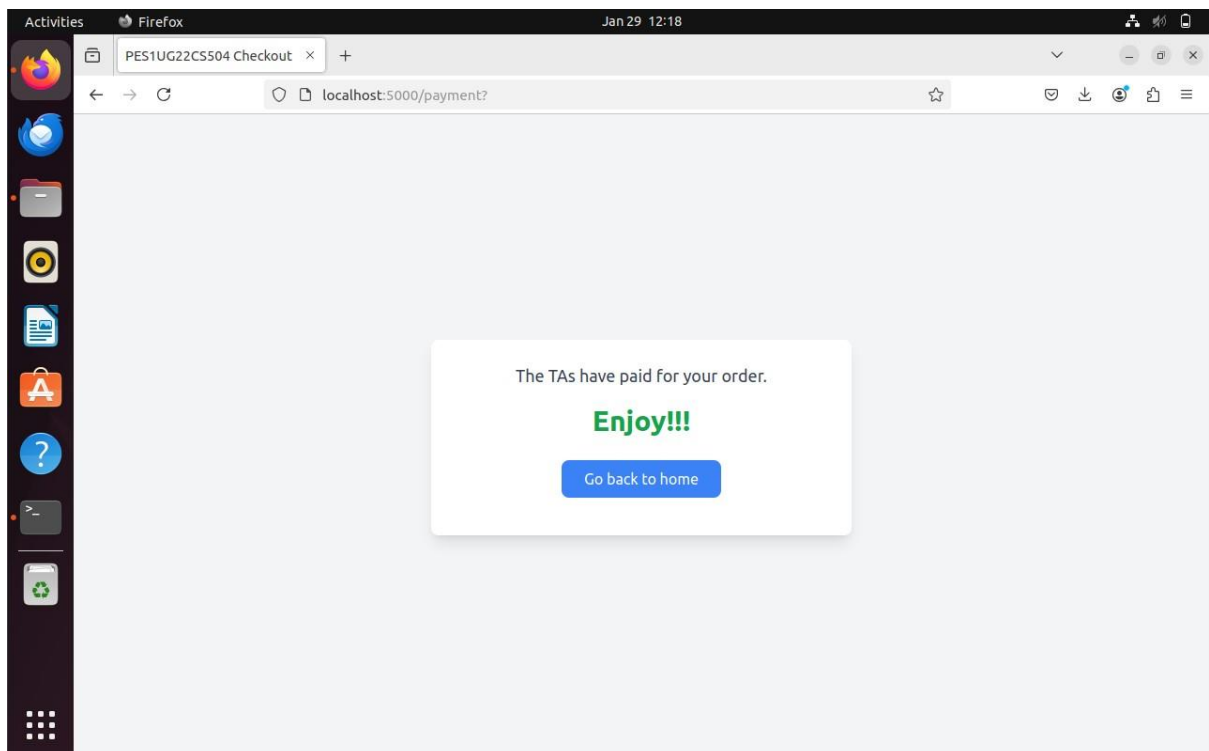 Activities Firefox Jan 29 12:18
PES1UG22CS504 Checkout
localhost:5000/payment?
The TAs have paid for your order.
Enjoy!!!
Go back to home